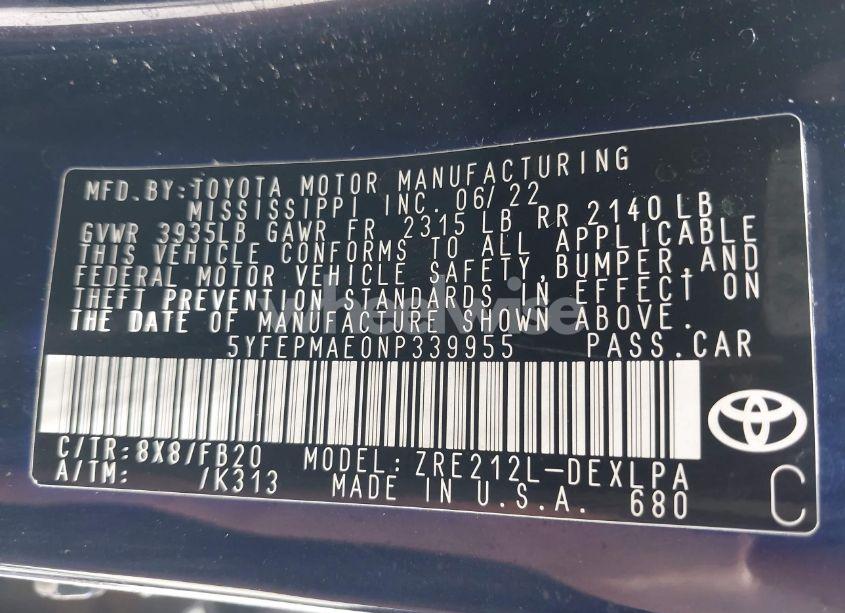 MFD.BY:TOYOTA MOTOR MANUFACTURING
MISSISSIPPI INC. 06/22
GVWR 3935LB GAWR FR 2315 LB RR 2140 LB
THIS VEHICLE CONFORMS TO ALL APPLICABLE
FEDERAL MOTOR VEHICLE SAFETY, BUMPER, AND
THEFT PREVENTION STANDARDS IN EFFECT ON
THE DATE OF MANUFACTURE SHOWN ABOVE.
wheelwise
5YFEPMAE0NP339955 PASS.CAR
C/TR:8X8/FB20 MODEL:ZRE212L-DEXLPA
A/TM: /K313 MADE IN U.S.A. 680
C